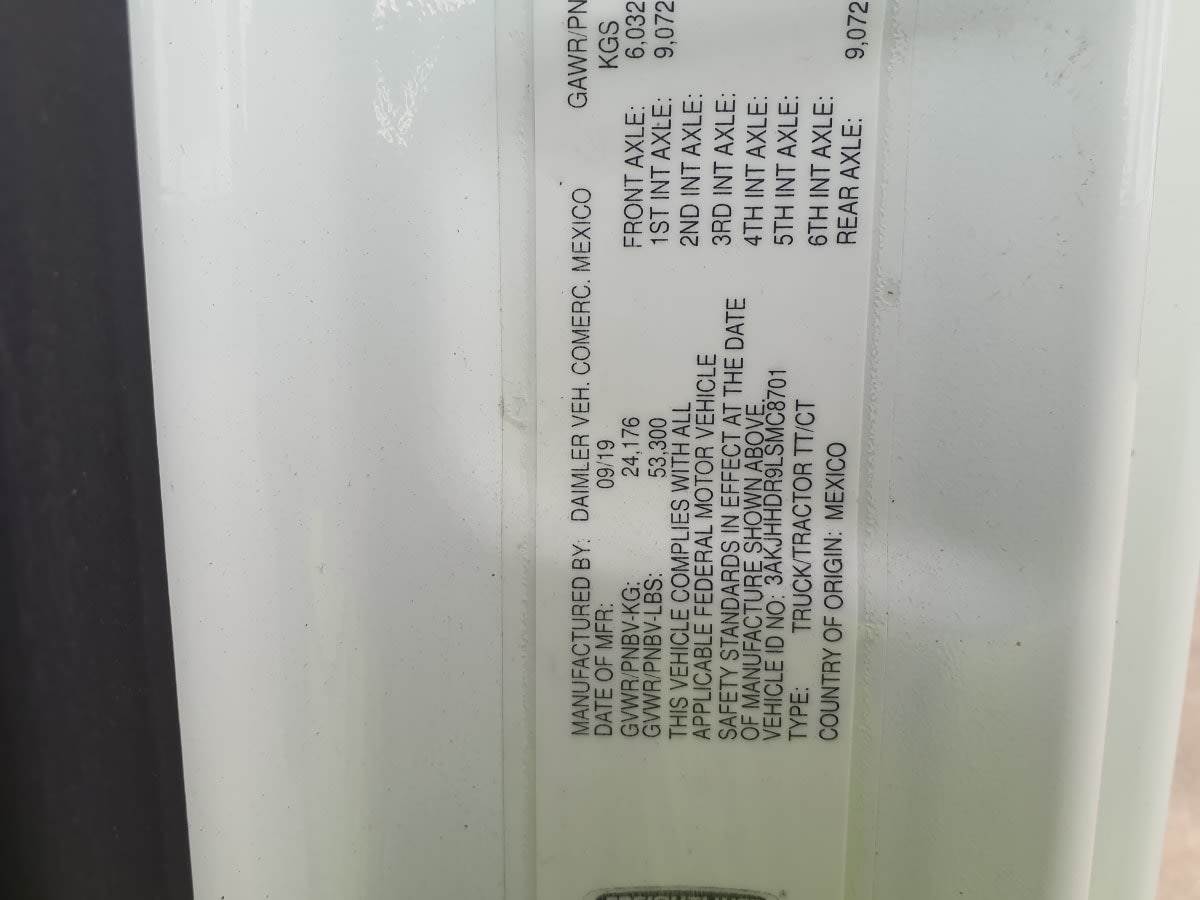 MANUFACTURED BY: DAIMLER VEH. COMERC. MEXICO
DATE OF MFR: 09/19
GVWR/PNBV-KG: 24,176
GVWR/PNBV-LBS: 53,300
THIS VEHICLE COMPLIES WITH ALL
APPLICABLE FEDERAL MOTOR VEHICLE
SAFETY STANDARDS IN EFFECT AT THE DATE
OF MANUFACTURE SHOWN ABOVE.
VEHICLE ID NO: 3AKJHHDR9LSMC8701
TYPE: TRUCK/TRACTOR TT/CT
COUNTRY OF ORIGIN: MEXICO
GAWR/PN
KGS
FRONT AXLE: 6,032
1ST INT AXLE: 9,072
2ND INT AXLE:
3RD INT AXLE:
4TH INT AXLE:
5TH INT AXLE:
6TH INT AXLE:
REAR AXLE: 9,072